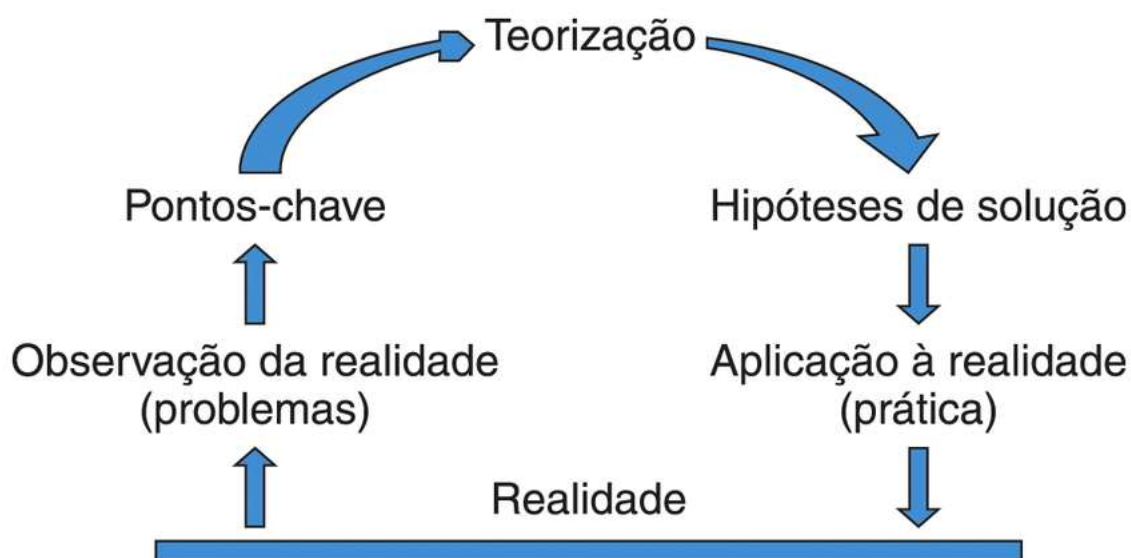 Teorização
Pontos-chave
Hipóteses de solução
Observação da realidade
(problemas)
Aplicação à realidade
(prática)
Realidade